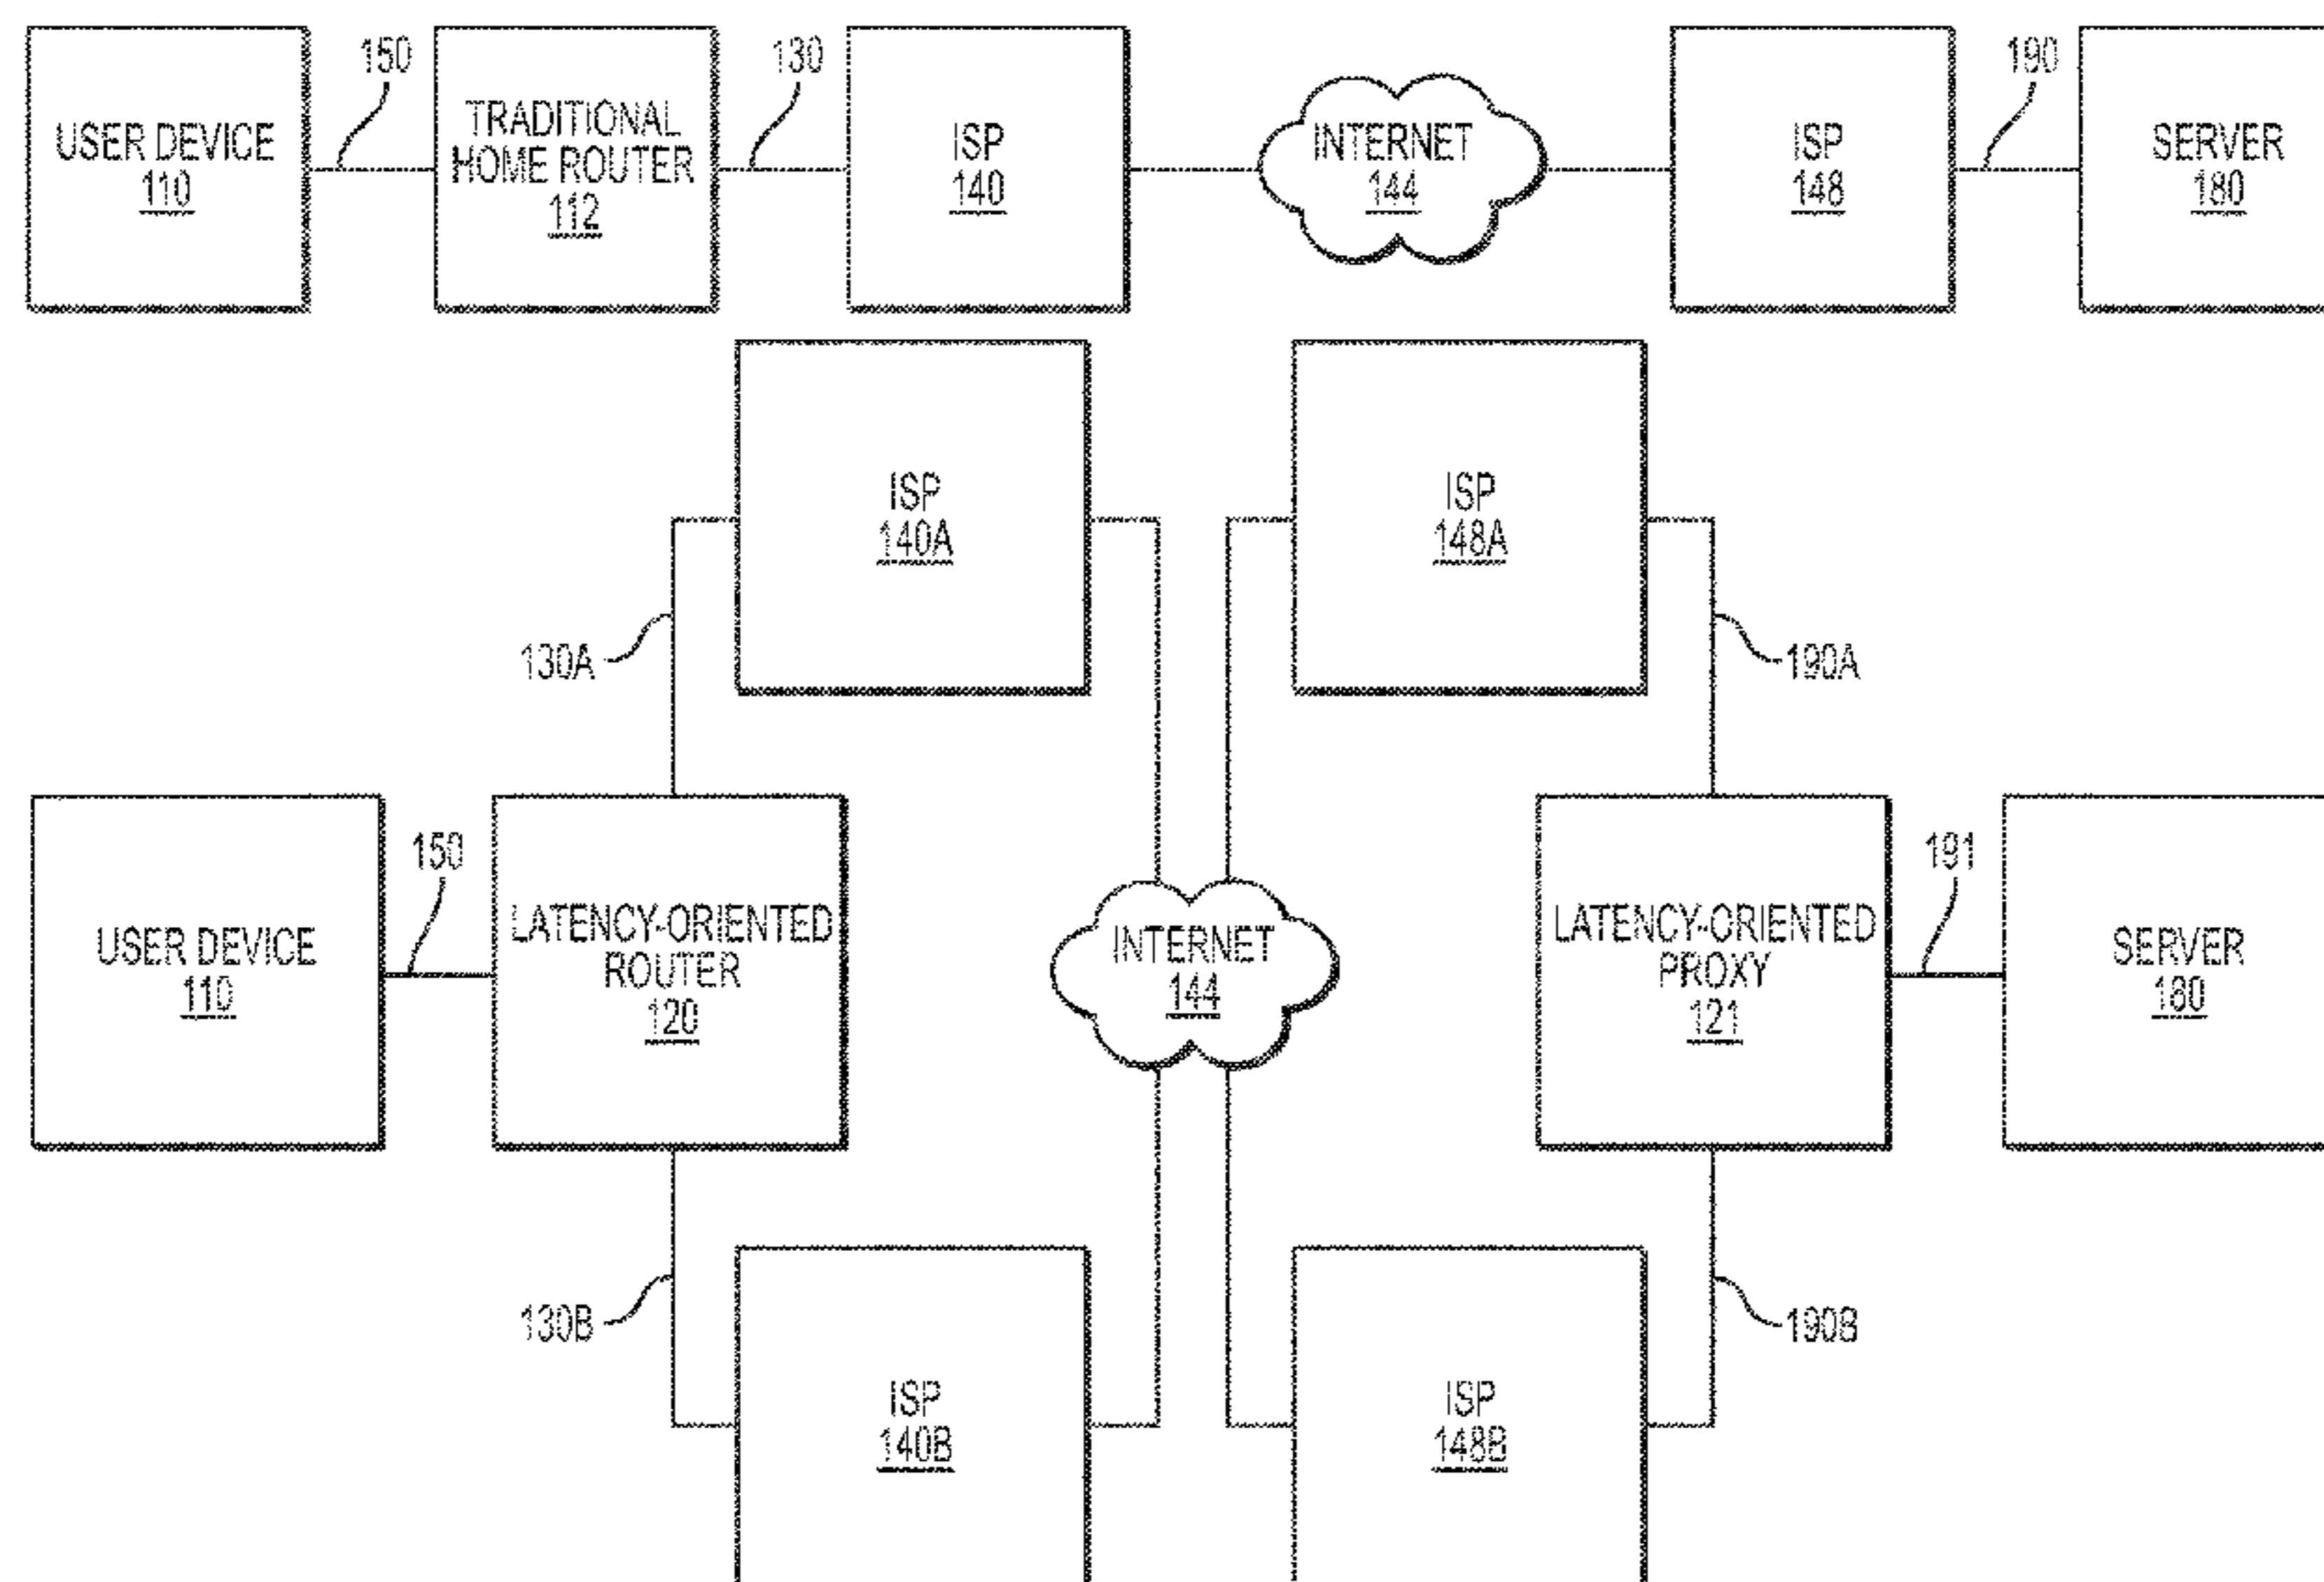 150
130
190
USER DEVICE
110
TRADITIONAL
HOME ROUTER
112
ISP
140
INTERNET
144
ISP
148
SERVER
180
ISP
140A
ISP
148A
130A
190A
150
191
USER DEVICE
110
LATENCY-ORIENTED
ROUTER
120
INTERNET
144
LATENCY-ORIENTED
PROXY
121
SERVER
180
130B
190B
ISP
140B
ISP
148B